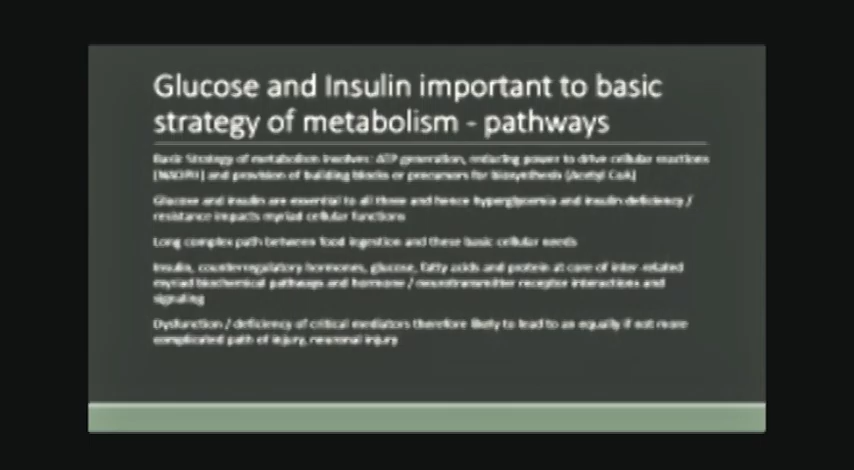 Glucose and Insulin important to basic
strategy of metabolism - pathways
Basic Strategy of metabolism involves: ATP generation, reducing power to drive cellular reactions
(NADPH) and provision of building blocks or precursors for biosynthesis (Acetyl CoA)
Glucose and insulin are essential to all three and hence hyperglycemia and insulin deficiency /
resistance impacts myriad cellular functions
Long complex path between food ingestion and these basic cellular needs
Insulin, counterregulatory hormones, glucose, fatty acids and protein at core of inter related
myriad biochemical pathways and hormone / neurotransmitter receptor interactions and
signaling
Dysfunction / deficiency of critical mediators therefore likely to lead to an equally if not more
complicated path of injury, neuronal injury